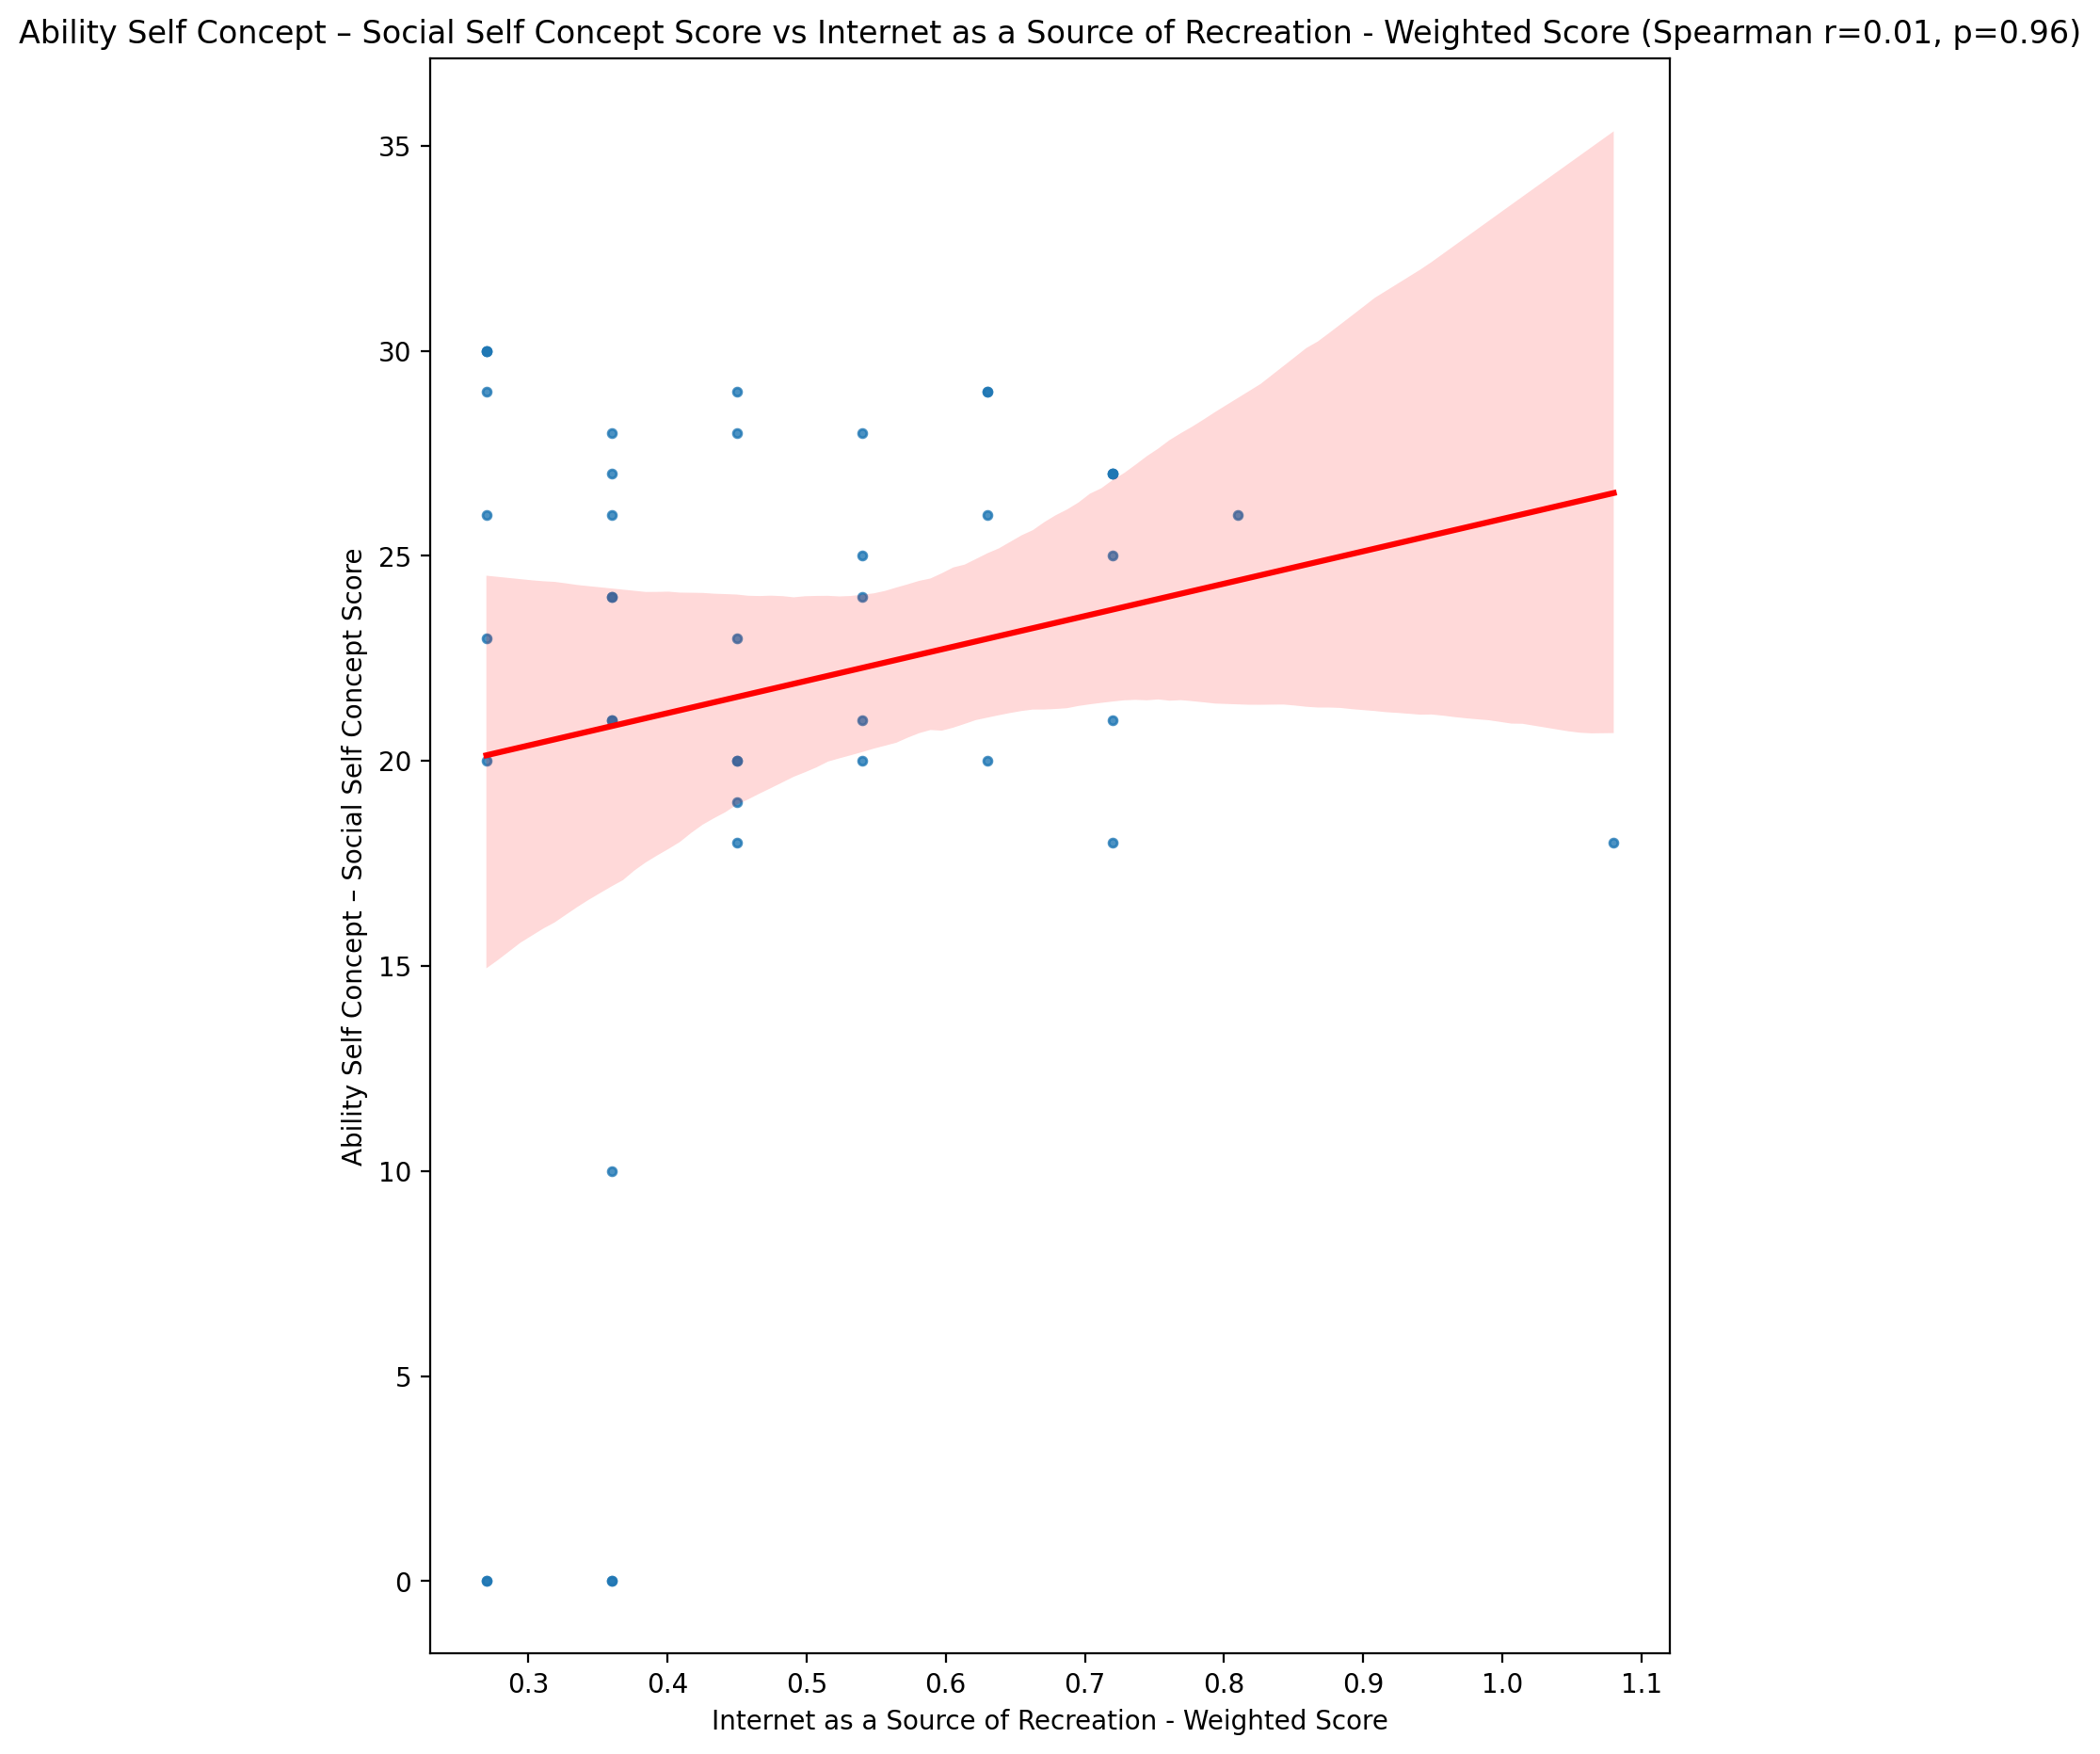 Ability Self Concept – Social Self Concept Score vs Internet as a Source of Recreation - Weighted Score (Spearman r=0.01, p=0.96)
Ability Self Concept – Social Self Concept Score
35
30
25
20
15
10
5
0
0.3 0.4 0.5 0.6 0.7 0.8 0.9 1.0 1.1
Internet as a Source of Recreation - Weighted Score